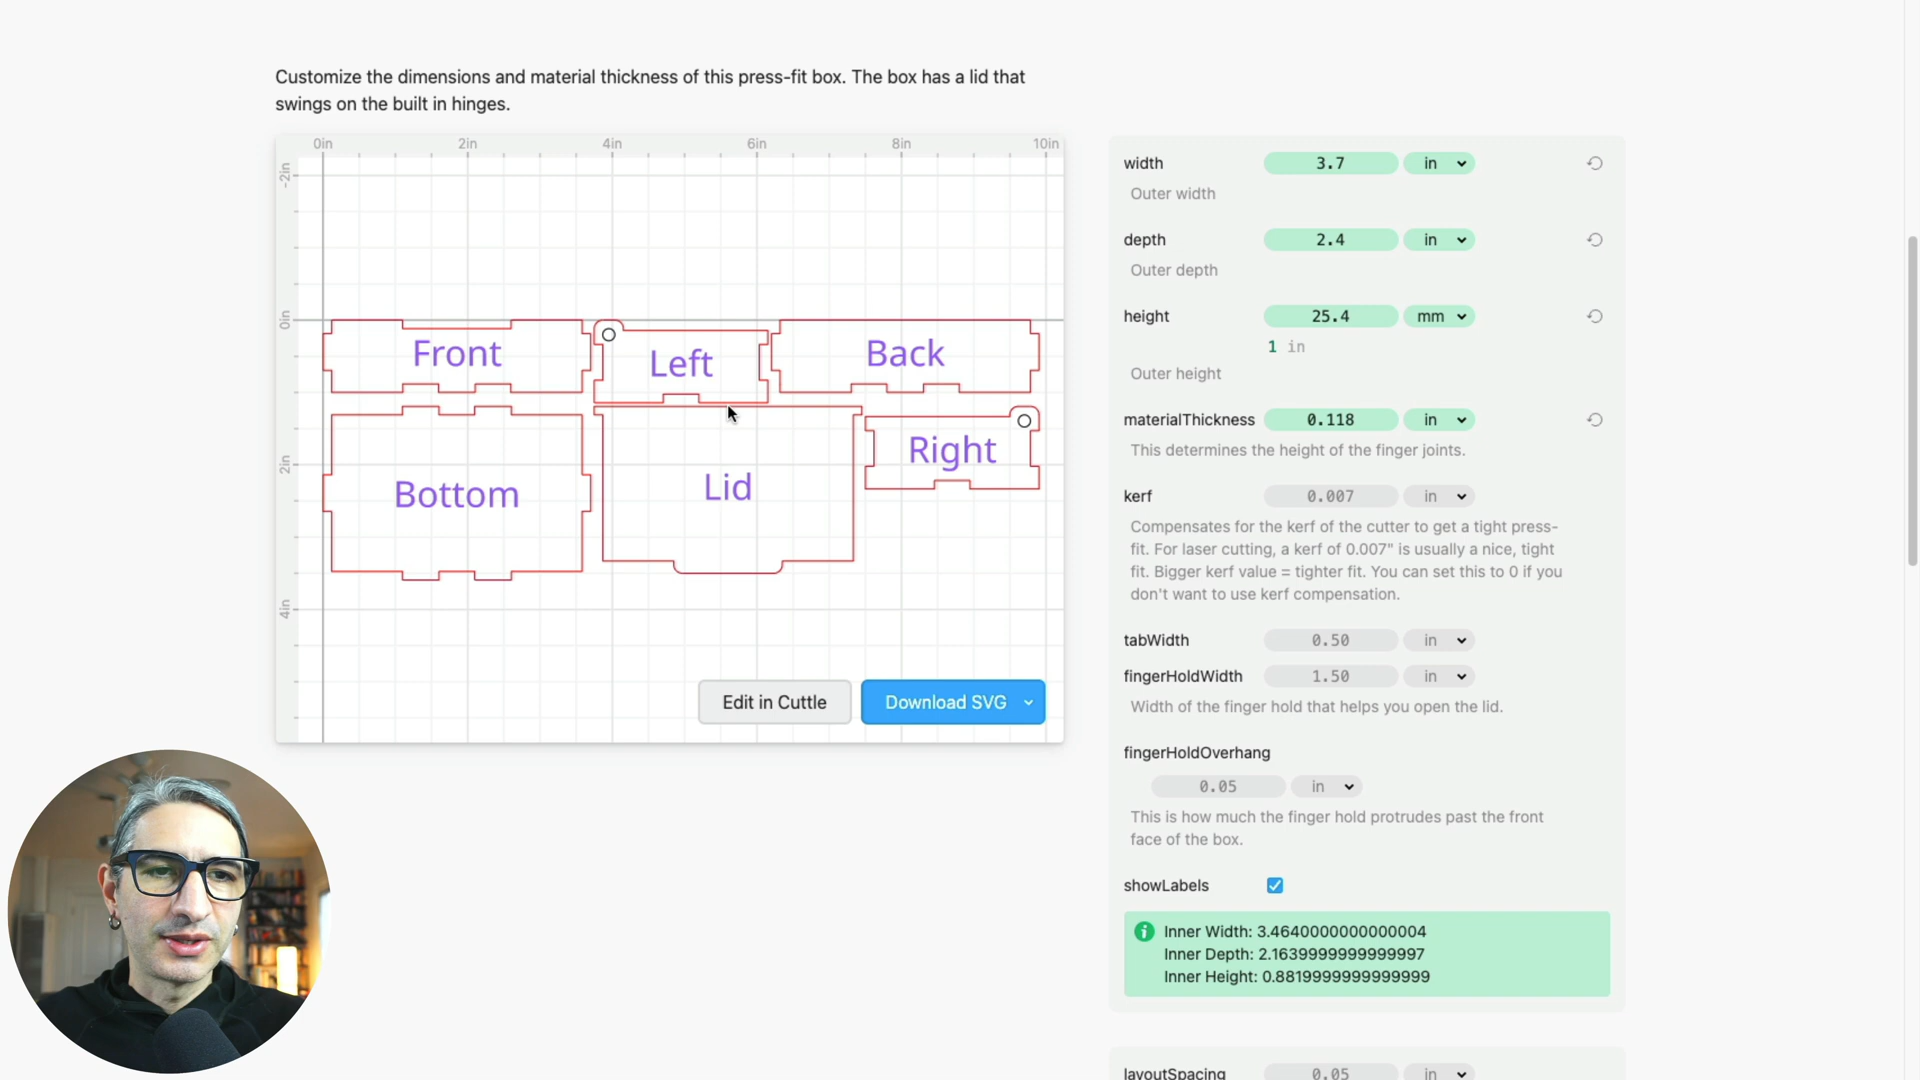 Customize the dimensions and material thickness of this press-fit box. The box has a lid that
swings on the built in hinges.
0in 2in 4in 6in 8in 10in
-2in
0in
2in
4in
Front
Left
Back
Bottom
Lid
Right
Edit in Cuttle
Download SVG
width 3.7 in
Outer width
depth 2.4 in
Outer depth
height 25.4 mm
1 in
Outer height
materialThickness 0.118 in
This determines the height of the finger joints.
kerf 0.007 in
Compensates for the kerf of the cutter to get a tight press-
fit. For laser cutting, a kerf of 0.007" is usually a nice, tight
fit. Bigger kerf value = tighter fit. You can set this to 0 if you
don't want to use kerf compensation.
tabWidth 0.50 in
fingerHoldWidth 1.50 in
Width of the finger hold that helps you open the lid.
fingerHoldOverhang
0.05 in
This is how much the finger hold protrudes past the front
face of the box.
showLabels
Inner Width: 3.4640000000000004
Inner Depth: 2.1639999999999997
Inner Height: 0.8819999999999999
layoutSpacing 0.05 in